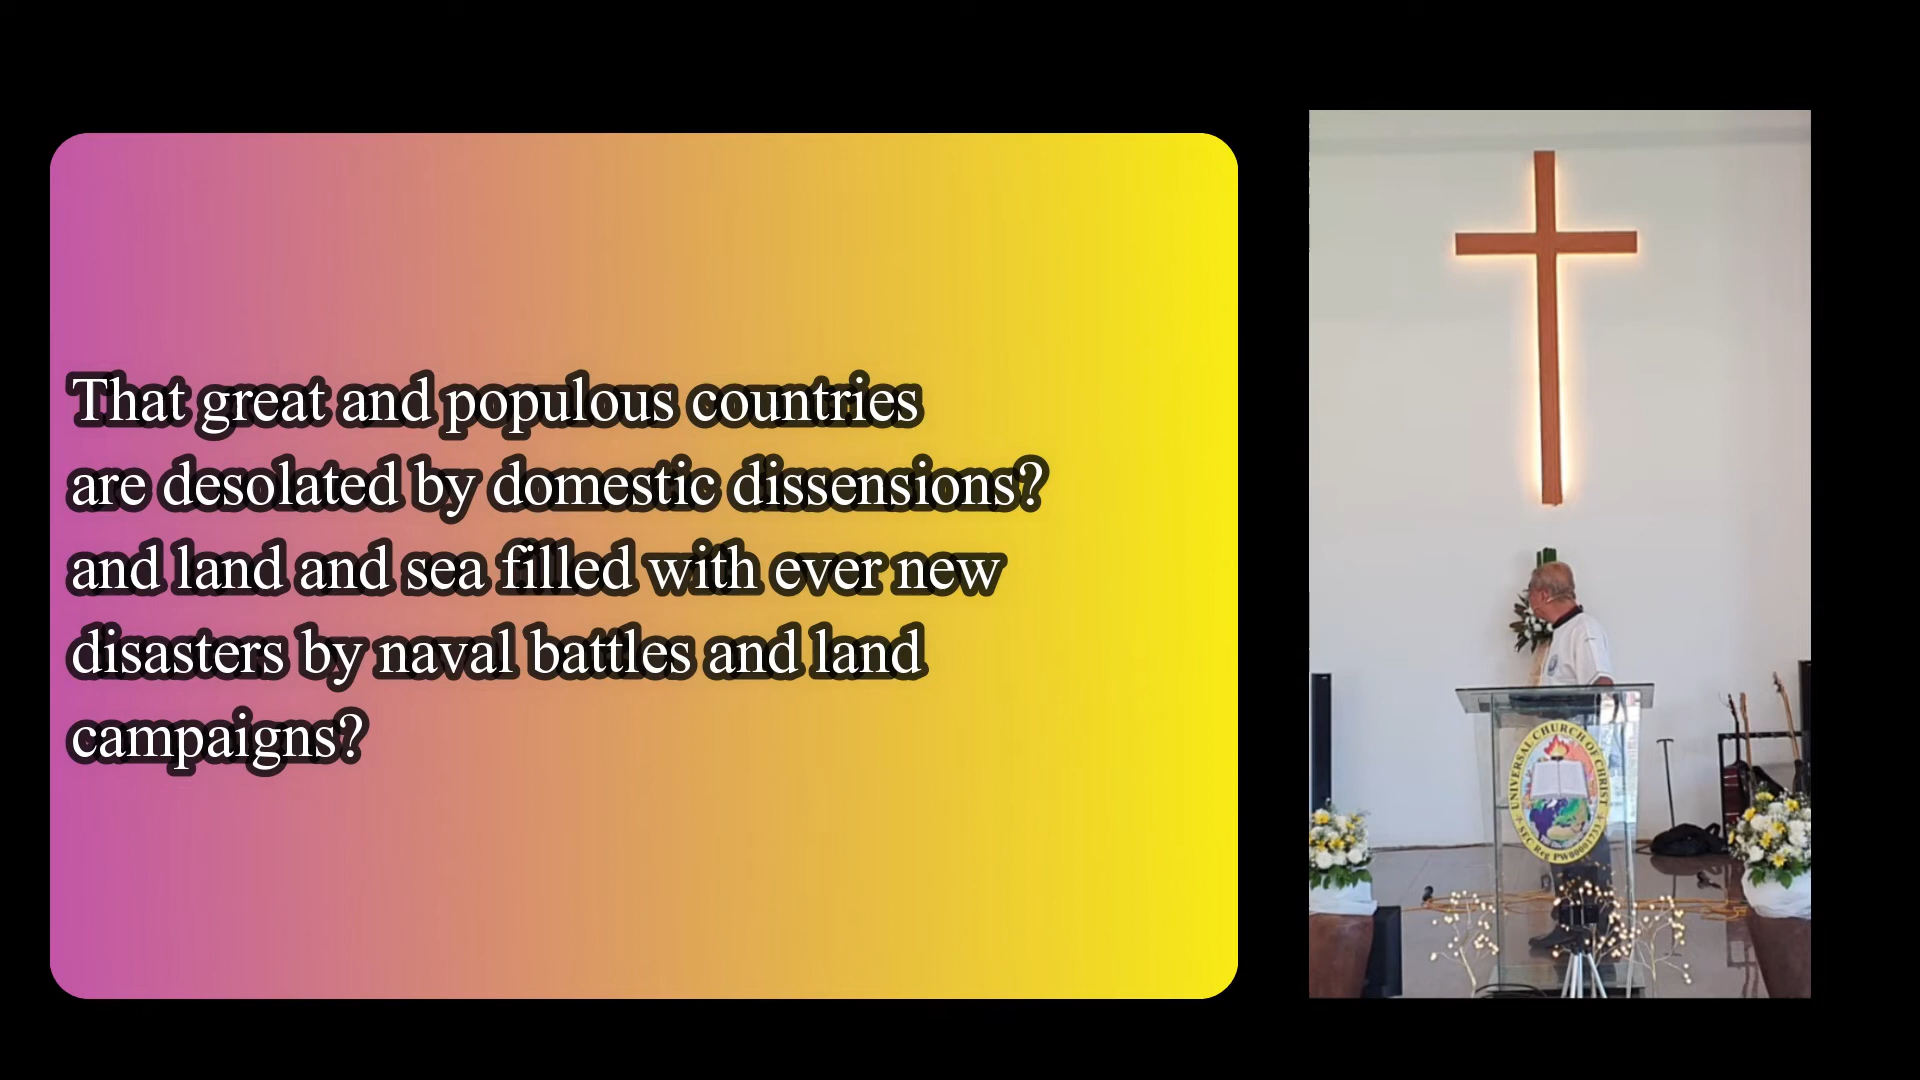 That great and populous countries
are desolated by domestic dissensions?
and land and sea filled with ever new
disasters by naval battles and land
campaigns?
UNIVERSAL CHURCH OF CHRIST